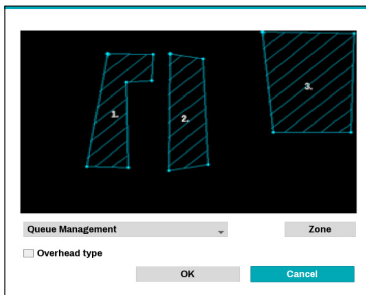 1.
2.
3.
Queue Management
Zone
Overhead type
OK
Cancel